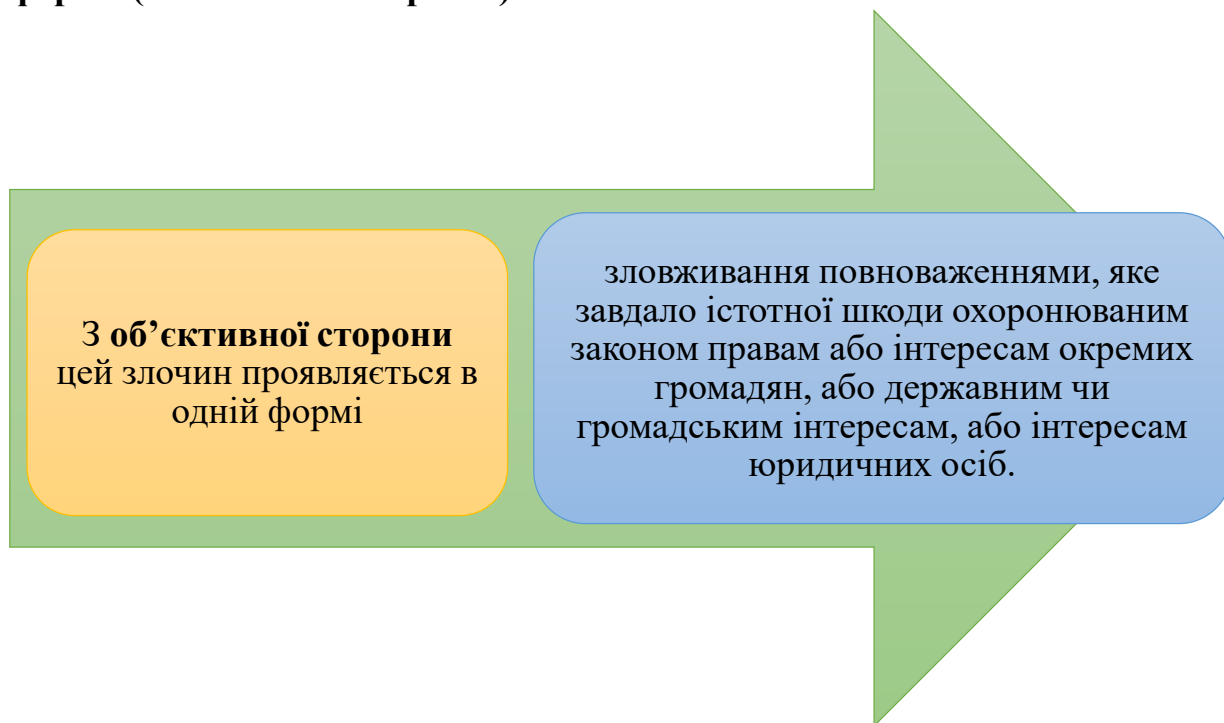 З об’єктивної сторони
цей злочин проявляється в
одній формі
зловживання повноваженнями, яке
завдало істотної шкоди охоронюваним
законом правам або інтересам окремих
громадян, або державним чи
громадським інтересам, або інтересам
юридичних осіб.